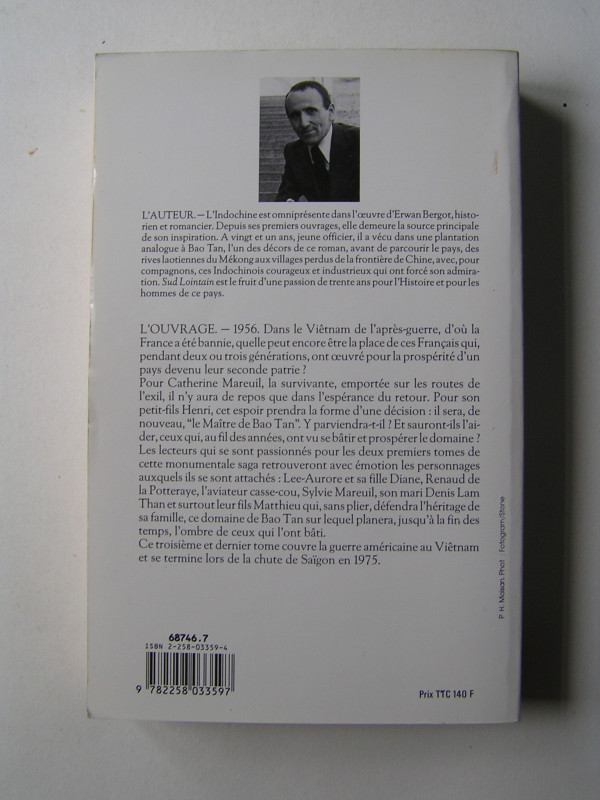 L'AUTEUR. — L'Indochine est omniprésente dans l'œuvre d'Erwan Bergot, histo-
rien et romancier. Depuis ses premiers ouvrages, elle demeure la source principale
de son inspiration. A vingt et un ans, jeune officier, il a vécu dans une plantation
analogue à Bao Tan, l'un des décors de ce roman, avant de parcourir le pays, des
rives laotiennes du Mékong aux villages perdus de la frontière de Chine, avec, pour
compagnons, ces Indochinois courageux et industrieux qui ont forcé son admira-
tion. Sud Lointain est le fruit d'une passion de trente ans pour l'Histoire et pour les
hommes de ce pays.
L'OUVRAGE. — 1956. Dans le Viêtnam de l'après-guerre, d'où la
France a été bannie, quelle peut encore être la place de ces Français qui,
pendant deux ou trois générations, ont œuvré pour la prospérité d'un
pays devenu leur seconde patrie ?
Pour Catherine Mareuil, la survivante, emportée sur les routes de
l'exil, il n'y aura de repos que dans l'espérance du retour. Pour son
petit-fils Henri, cet espoir prendra la forme d'une décision : il sera, de
nouveau, "le Maître de Bao Tan". Y parviendra-t-il ? Et sauront-ils l'ai-
der, ceux qui, au fil des années, ont vu se bâtir et prospérer le domaine ?
Les lecteurs qui se sont passionnés pour les deux premiers tomes de
cette monumentale saga retrouveront avec émotion les personnages
auxquels ils se sont attachés : Lee-Aurore et sa fille Diane, Renaud de
la Potteraye, l'aviateur casse-cou, Sylvie Mareuil, son mari Denis Lam
Than et surtout leur fils Matthieu qui, sans plier, défendra l'héritage de
sa famille, ce domaine de Bao Tan sur lequel planera, jusqu'à la fin des
temps, l'ombre de ceux qui l'ont bâti.
Ce troisième et dernier tome couvre la guerre américaine au Viêtnam
et se termine lors de la chute de Saïgon en 1975.
P. H. Maisan. Phot. : Fotogram/Stone
68746.7
ISBN 2-258-03359-4
9 782258 033597
Prix TTC 140 F